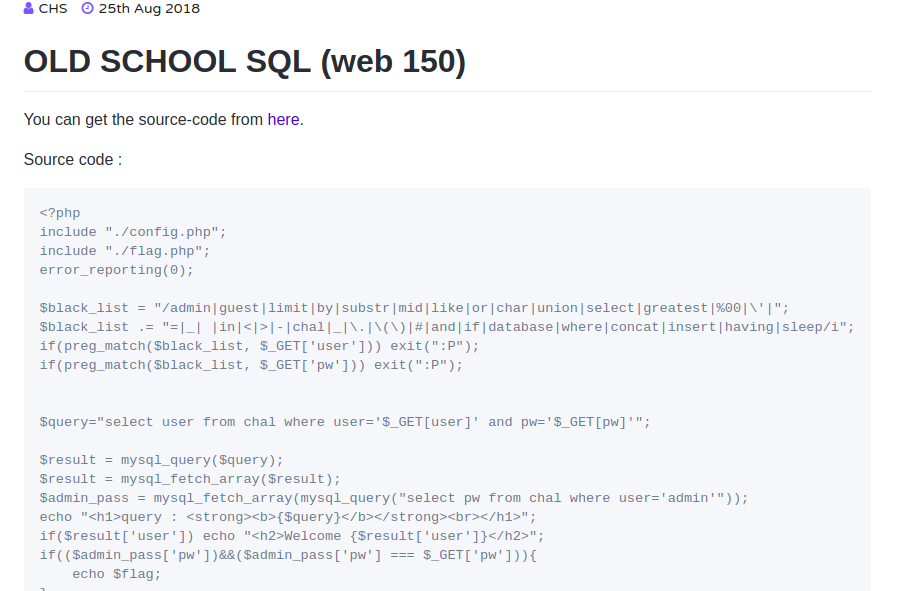 CHS 25th Aug 2018
OLD SCHOOL SQL (web 150)
You can get the source-code from here.
Source code :
<?php
include "./config.php";
include "./flag.php";
error_reporting(0);
$black_list = "/admin|guest|limit|by|substr|mid|like|or|char|union|select|greatest|%00|\'|";
$black_list .= "=|_| |in|<|>|-|chal|_|\.|\(\)|#|and|if|database|where|concat|insert|having|sleep/i";
if(preg_match($black_list, $_GET['user'])) exit(":P");
if(preg_match($black_list, $_GET['pw'])) exit(":P");
$query="select user from chal where user='$_GET[user]' and pw='$_GET[pw]'";
$result = mysql_query($query);
$result = mysql_fetch_array($result);
$admin_pass = mysql_fetch_array(mysql_query("select pw from chal where user='admin'"));
echo "<h1>query : <strong><b>{$query}</b></strong><br></h1>";
if($result['user']) echo "<h2>Welcome {$result['user']}</h2>";
if(($admin_pass['pw'])&&($admin_pass['pw'] === $_GET['pw'])){
    echo $flag;